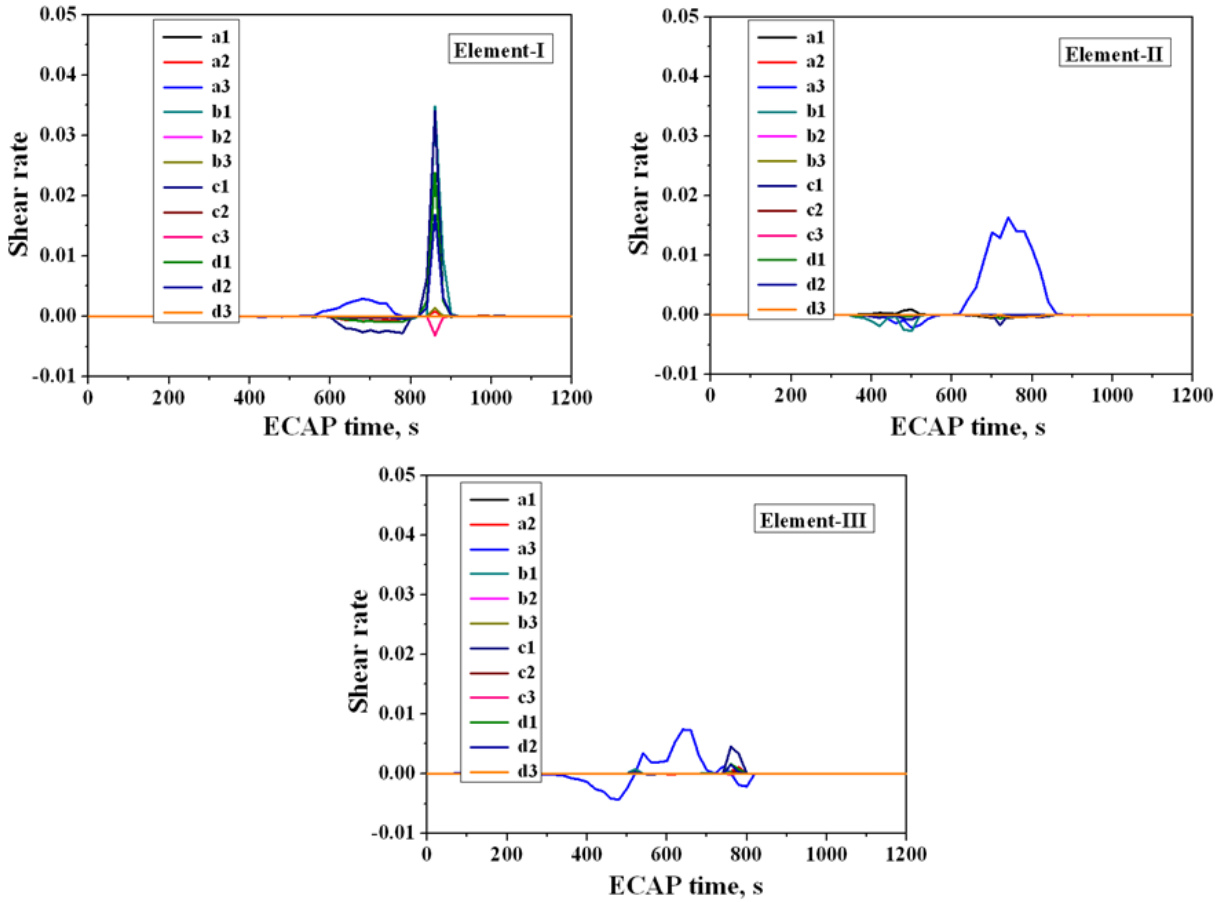 0.05
0.04
0.03
0.02
0.01
0.00
-0.01
Shear rate
a1
a2
a3
b1
b2
b3
c1
c2
c3
d1
d2
d3
Element-I
0 200 400 600 800 1000 1200
ECAP time, s
0.05
0.04
0.03
0.02
0.01
0.00
-0.01
Shear rate
a1
a2
a3
b1
b2
b3
c1
c2
c3
d1
d2
d3
Element-II
0 200 400 600 800 1000 1200
ECAP time, s
0.05
0.04
0.03
0.02
0.01
0.00
-0.01
Shear rate
a1
a2
a3
b1
b2
b3
c1
c2
c3
d1
d2
d3
Element-III
0 200 400 600 800 1000 1200
ECAP time, s